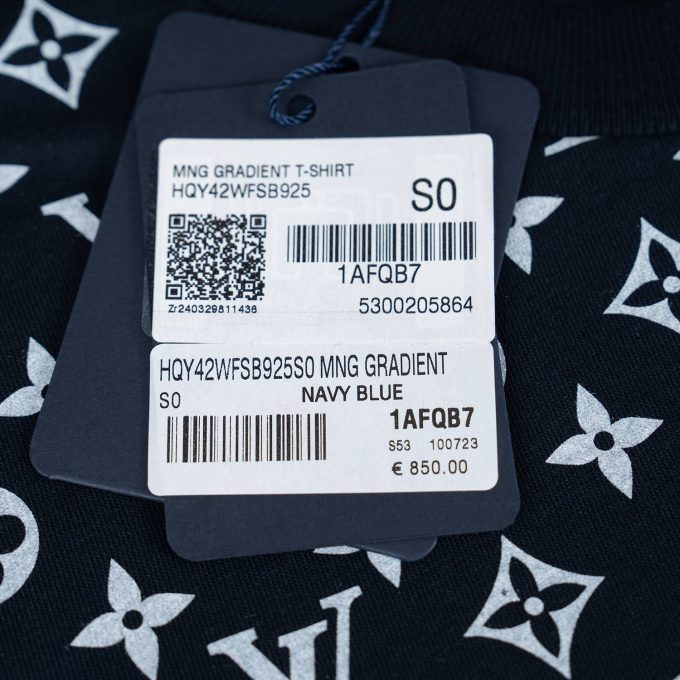 MNG GRADIENT T-SHIRT
HQY42WFSB925
S0
1AFQB7
5300205864
Zr240329811436
HQY42WFSB925S0 MNG GRADIENT
S0
NAVY BLUE
1AFQB7
S53 100723
€ 850.00
LV